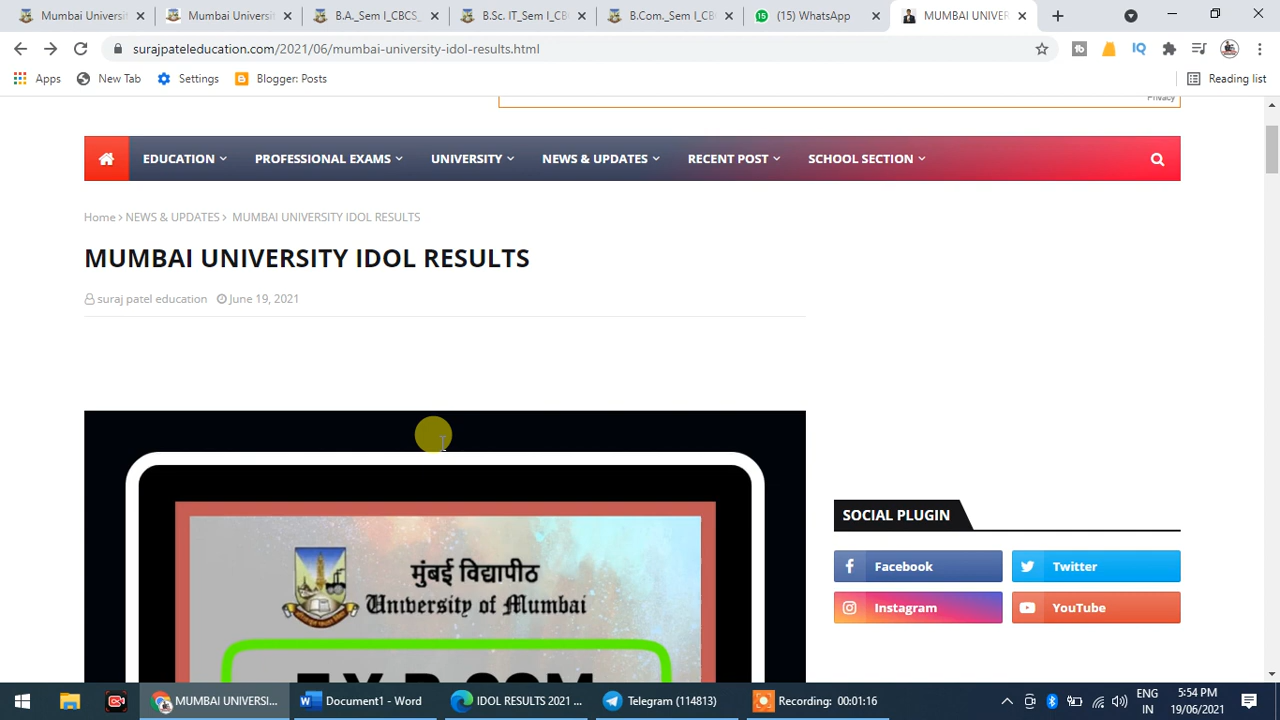 Mumbai Universit
Mumbai Universit
B.A._Sem I_CBCS_
B.Sc. IT_Sem I_CB
B.Com._Sem I_CB
(15) WhatsApp
MUMBAI UNIVER
surajpateleducation.com/2021/06/mumbai-university-idol-results.html
Apps
New Tab
Settings
Blogger: Posts
Reading list
Privacy
EDUCATION
PROFESSIONAL EXAMS
UNIVERSITY
NEWS & UPDATES
RECENT POST
SCHOOL SECTION
Home > NEWS & UPDATES > MUMBAI UNIVERSITY IDOL RESULTS
MUMBAI UNIVERSITY IDOL RESULTS
suraj patel education June 19, 2021
SOCIAL PLUGIN
Facebook
Twitter
Instagram
YouTube
मुंबई विद्यापीठ
University of Mumbai
MUMBAI UNIVERSI...
Document1 - Word
IDOL RESULTS 2021 ...
Telegram (114813)
Recording: 00:01:16
ENG
IN
5:54 PM
19/06/2021